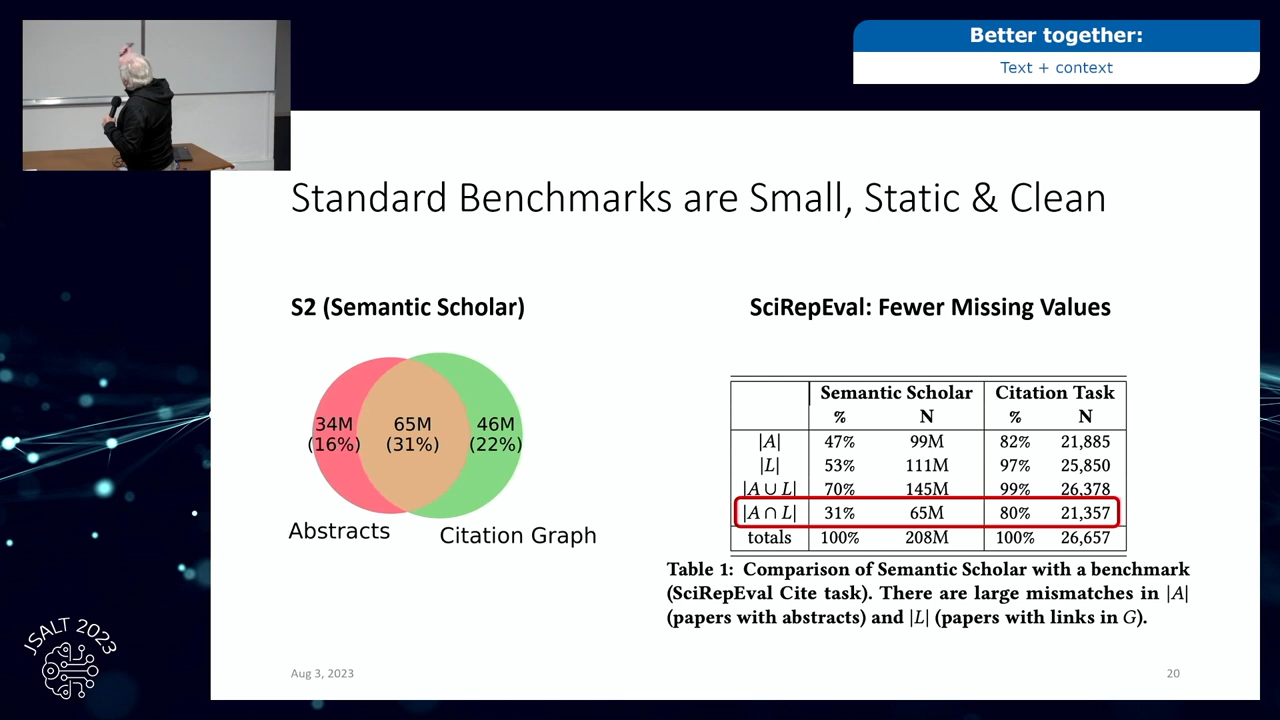 Better together:
Text + context
Standard Benchmarks are Small, Static & Clean
S2 (Semantic Scholar)
34M
(16%)
65M
(31%)
46M
(22%)
Abstracts
Citation Graph
SciRepEval: Fewer Missing Values
Semantic Scholar Citation Task
% N % N
|A| 47% 99M 82% 21,885
|L| 53% 111M 97% 25,850
|A ∪ L| 70% 145M 99% 26,378
|A ∩ L| 31% 65M 80% 21,357
totals 100% 208M 100% 26,657
Table 1: Comparison of Semantic Scholar with a benchmark
(SciRepEval Cite task). There are large mismatches in |A|
(papers with abstracts) and |L| (papers with links in G).
JSALT 2023
Aug 3, 2023
20